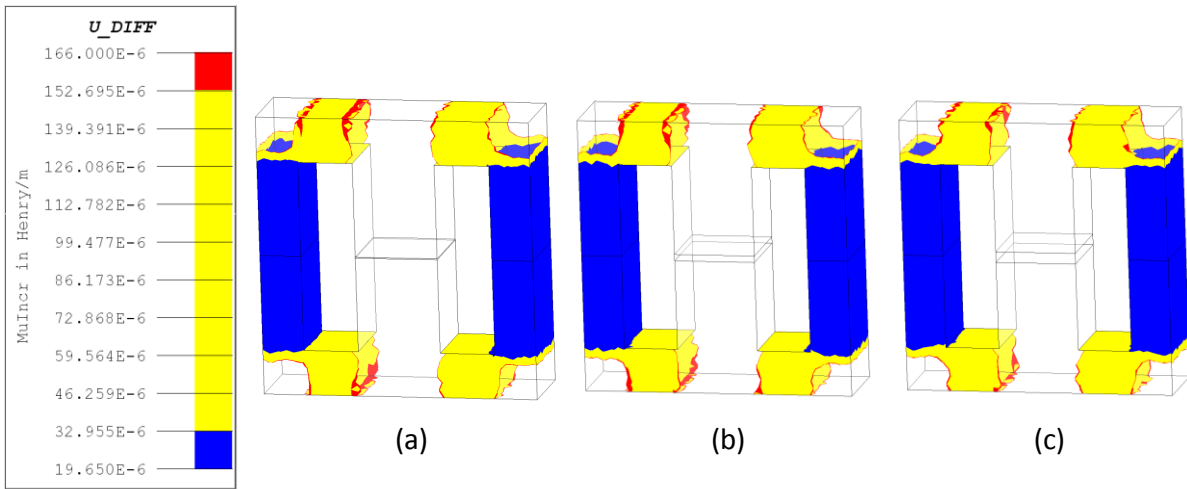 U_DIFF
166.000E-6
152.695E-6
139.391E-6
126.086E-6
112.782E-6
99.477E-6
86.173E-6
72.868E-6
59.564E-6
46.259E-6
32.955E-6
19.650E-6
MuIncr in Henry/m
(a)
(b)
(c)